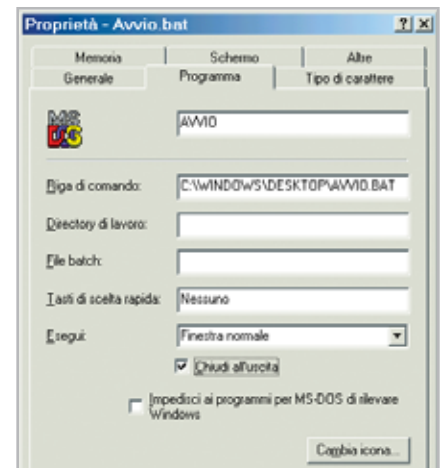 Proprietà - Avvio.bat
Memoria Schermo Altre
Generale Programma Tipo di carattere
MS DOS
AVVIO
Riga di comando: C:\WINDOWS\DESKTOP\AVVIO.BAT
Directory di lavoro:
File batch:
Tasti di scelta rapida: Nessuno
Esegui: Finestra normale
Chiudi all'uscita
Impedisci ai programmi per MS-DOS di rilevare
Windows
Cambia icona...